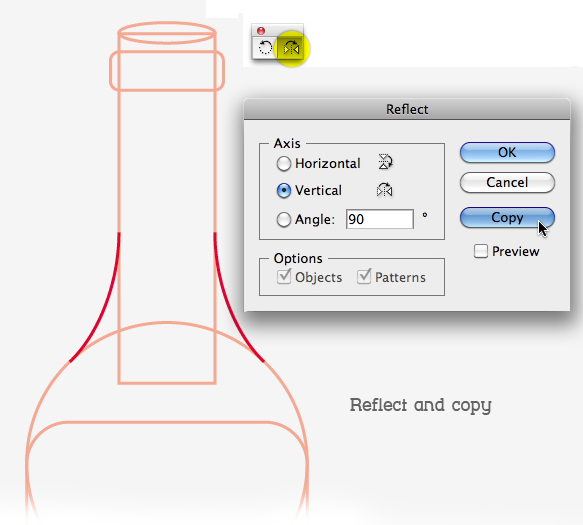 Reflect
Axis
Horizontal
Vertical
Angle: 90 °
Options
Objects Patterns
OK
Cancel
Copy
Preview
Reflect and copy